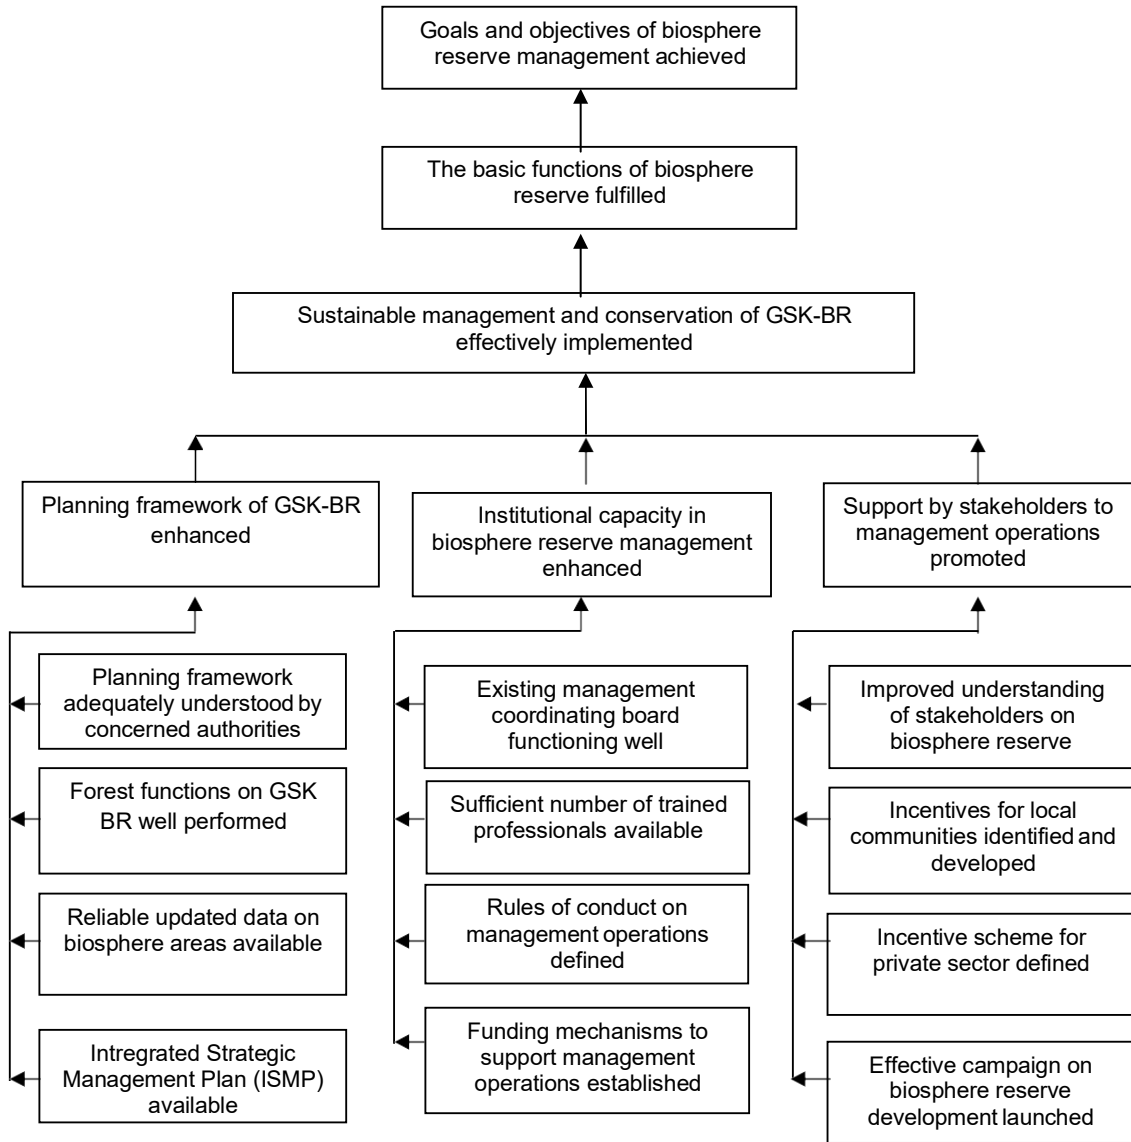 Goals and objectives of biosphere
reserve management achieved
The basic functions of biosphere
reserve fulfilled
Sustainable management and conservation of GSK-BR
effectively implemented
Planning framework of GSK-BR
enhanced
Institutional capacity in
biosphere reserve management
enhanced
Support by stakeholders to
management operations
promoted
Planning framework
adequately understood by
concerned authorities
Forest functions on GSK
BR well performed
Reliable updated data on
biosphere areas available
Intregrated Strategic
Management Plan (ISMP)
available
Existing management
coordinating board
functioning well
Sufficient number of trained
professionals available
Rules of conduct on
management operations
defined
Funding mechanisms to
support management
operations established
Improved understanding
of stakeholders on
biosphere reserve
Incentives for local
communities identified and
developed
Incentive scheme for
private sector defined
Effective campaign on
biosphere reserve
development launched